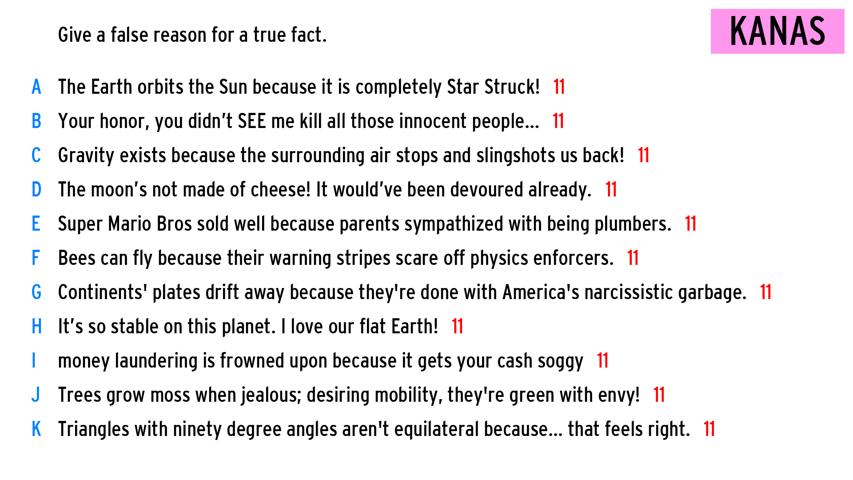 KANAS
Give a false reason for a true fact.
A The Earth orbits the Sun because it is completely Star Struck! 11
B Your honor, you didn't SEE me kill all those innocent people... 11
C Gravity exists because the surrounding air stops and slingshots us back! 11
D The moon's not made of cheese! It would've been devoured already. 11
E Super Mario Bros sold well because parents sympathized with being plumbers. 11
F Bees can fly because their warning stripes scare off physics enforcers. 11
G Continents' plates drift away because they're done with America's narcissistic garbage. 11
H It's so stable on this planet. I love our flat Earth! 11
I money laundering is frowned upon because it gets your cash soggy 11
J Trees grow moss when jealous; desiring mobility, they're green with envy! 11
K Triangles with ninety degree angles aren't equilateral because... that feels right. 11